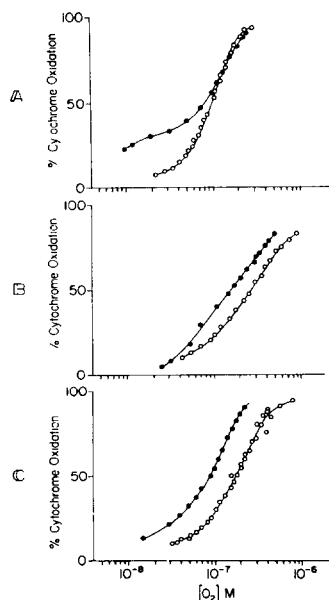 100
A
% Cytochrome Oxidation
50
0
100
B
% Cytochrome Oxidation
50
0
100
C
% Cytochrome Oxidation
50
0
10⁻⁸ 10⁻⁷ 10⁻⁶
[O₂] M